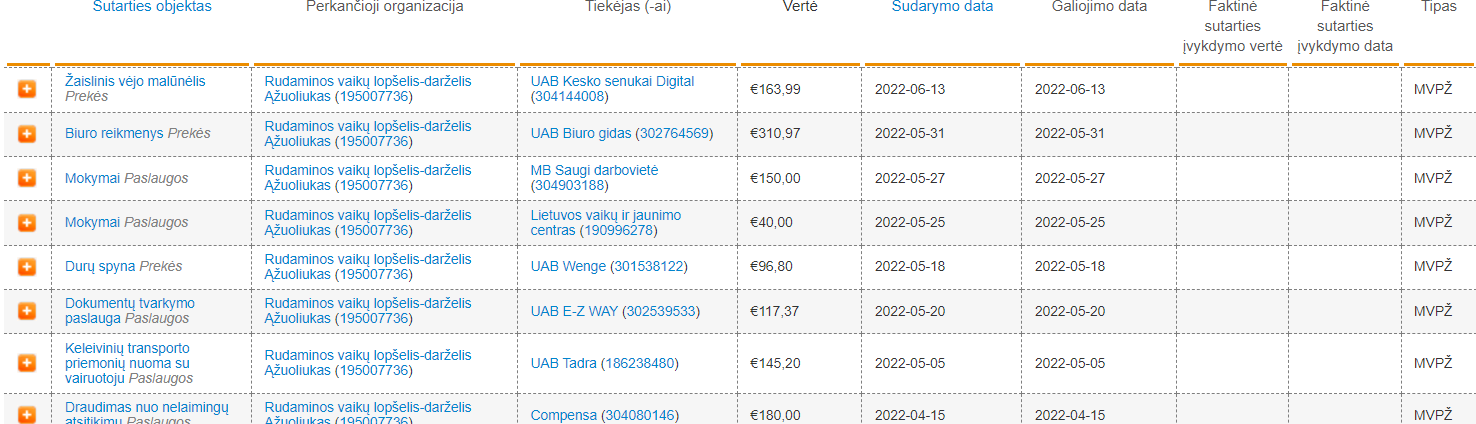 Sutarties objektas Perkančioji organizacija Tiekėjas (-ai) Vertė Sudarymo data Galiojimo data Faktinė sutarties įvykdymo vertė Faktinė sutarties įvykdymo data Tipas
Žaislinis vėjo malūnėlis Prekės Rudaminos vaikų lopšelis-darželis Ąžuoliukas (195007736) UAB Kesko senukai Digital (304144008) €163,99 2022-06-13 2022-06-13 MVPŽ
Biuro reikmenys Prekės Rudaminos vaikų lopšelis-darželis Ąžuoliukas (195007736) UAB Biuro gidas (302764569) €310,97 2022-05-31 2022-05-31 MVPŽ
Mokymai Paslaugos Rudaminos vaikų lopšelis-darželis Ąžuoliukas (195007736) MB Saugi darbovietė (304903188) €150,00 2022-05-27 2022-05-27 MVPŽ
Mokymai Paslaugos Rudaminos vaikų lopšelis-darželis Ąžuoliukas (195007736) Lietuvos vaikų ir jaunimo centras (190996278) €40,00 2022-05-25 2022-05-25 MVPŽ
Durų spyna Prekės Rudaminos vaikų lopšelis-darželis Ąžuoliukas (195007736) UAB Wenge (301538122) €96,80 2022-05-18 2022-05-18 MVPŽ
Dokumentų tvarkymo paslauga Paslaugos Rudaminos vaikų lopšelis-darželis Ąžuoliukas (195007736) UAB E-Z WAY (302539533) €117,37 2022-05-20 2022-05-20 MVPŽ
Keleivinių transporto priemonių nuoma su vairuotoju Paslaugos Rudaminos vaikų lopšelis-darželis Ąžuoliukas (195007736) UAB Tadra (186238480) €145,20 2022-05-05 2022-05-05 MVPŽ
Draudimas nuo nelaimingų atsitikimų Paslaugos Rudaminos vaikų lopšelis-darželis Ąžuoliukas (195007736) Compensa (304080146) €180,00 2022-04-15 2022-04-15 MVPŽ